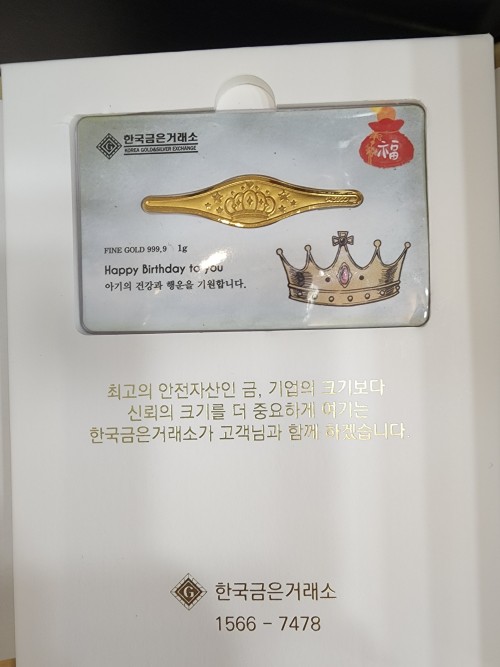 한국금은거래소
KOREA GOLD&SILVER EXCHANGE
福
FINE GOLD 999,9 1g
Happy Birthday to you
아기의 건강과 행운을 기원합니다.
최고의 안전자산인 금, 기업의 크기보다
신뢰의 크기를 더 중요하게 여기는
한국금은거래소가 고객님과 함께 하겠습니다.
한국금은거래소
1566 - 7478